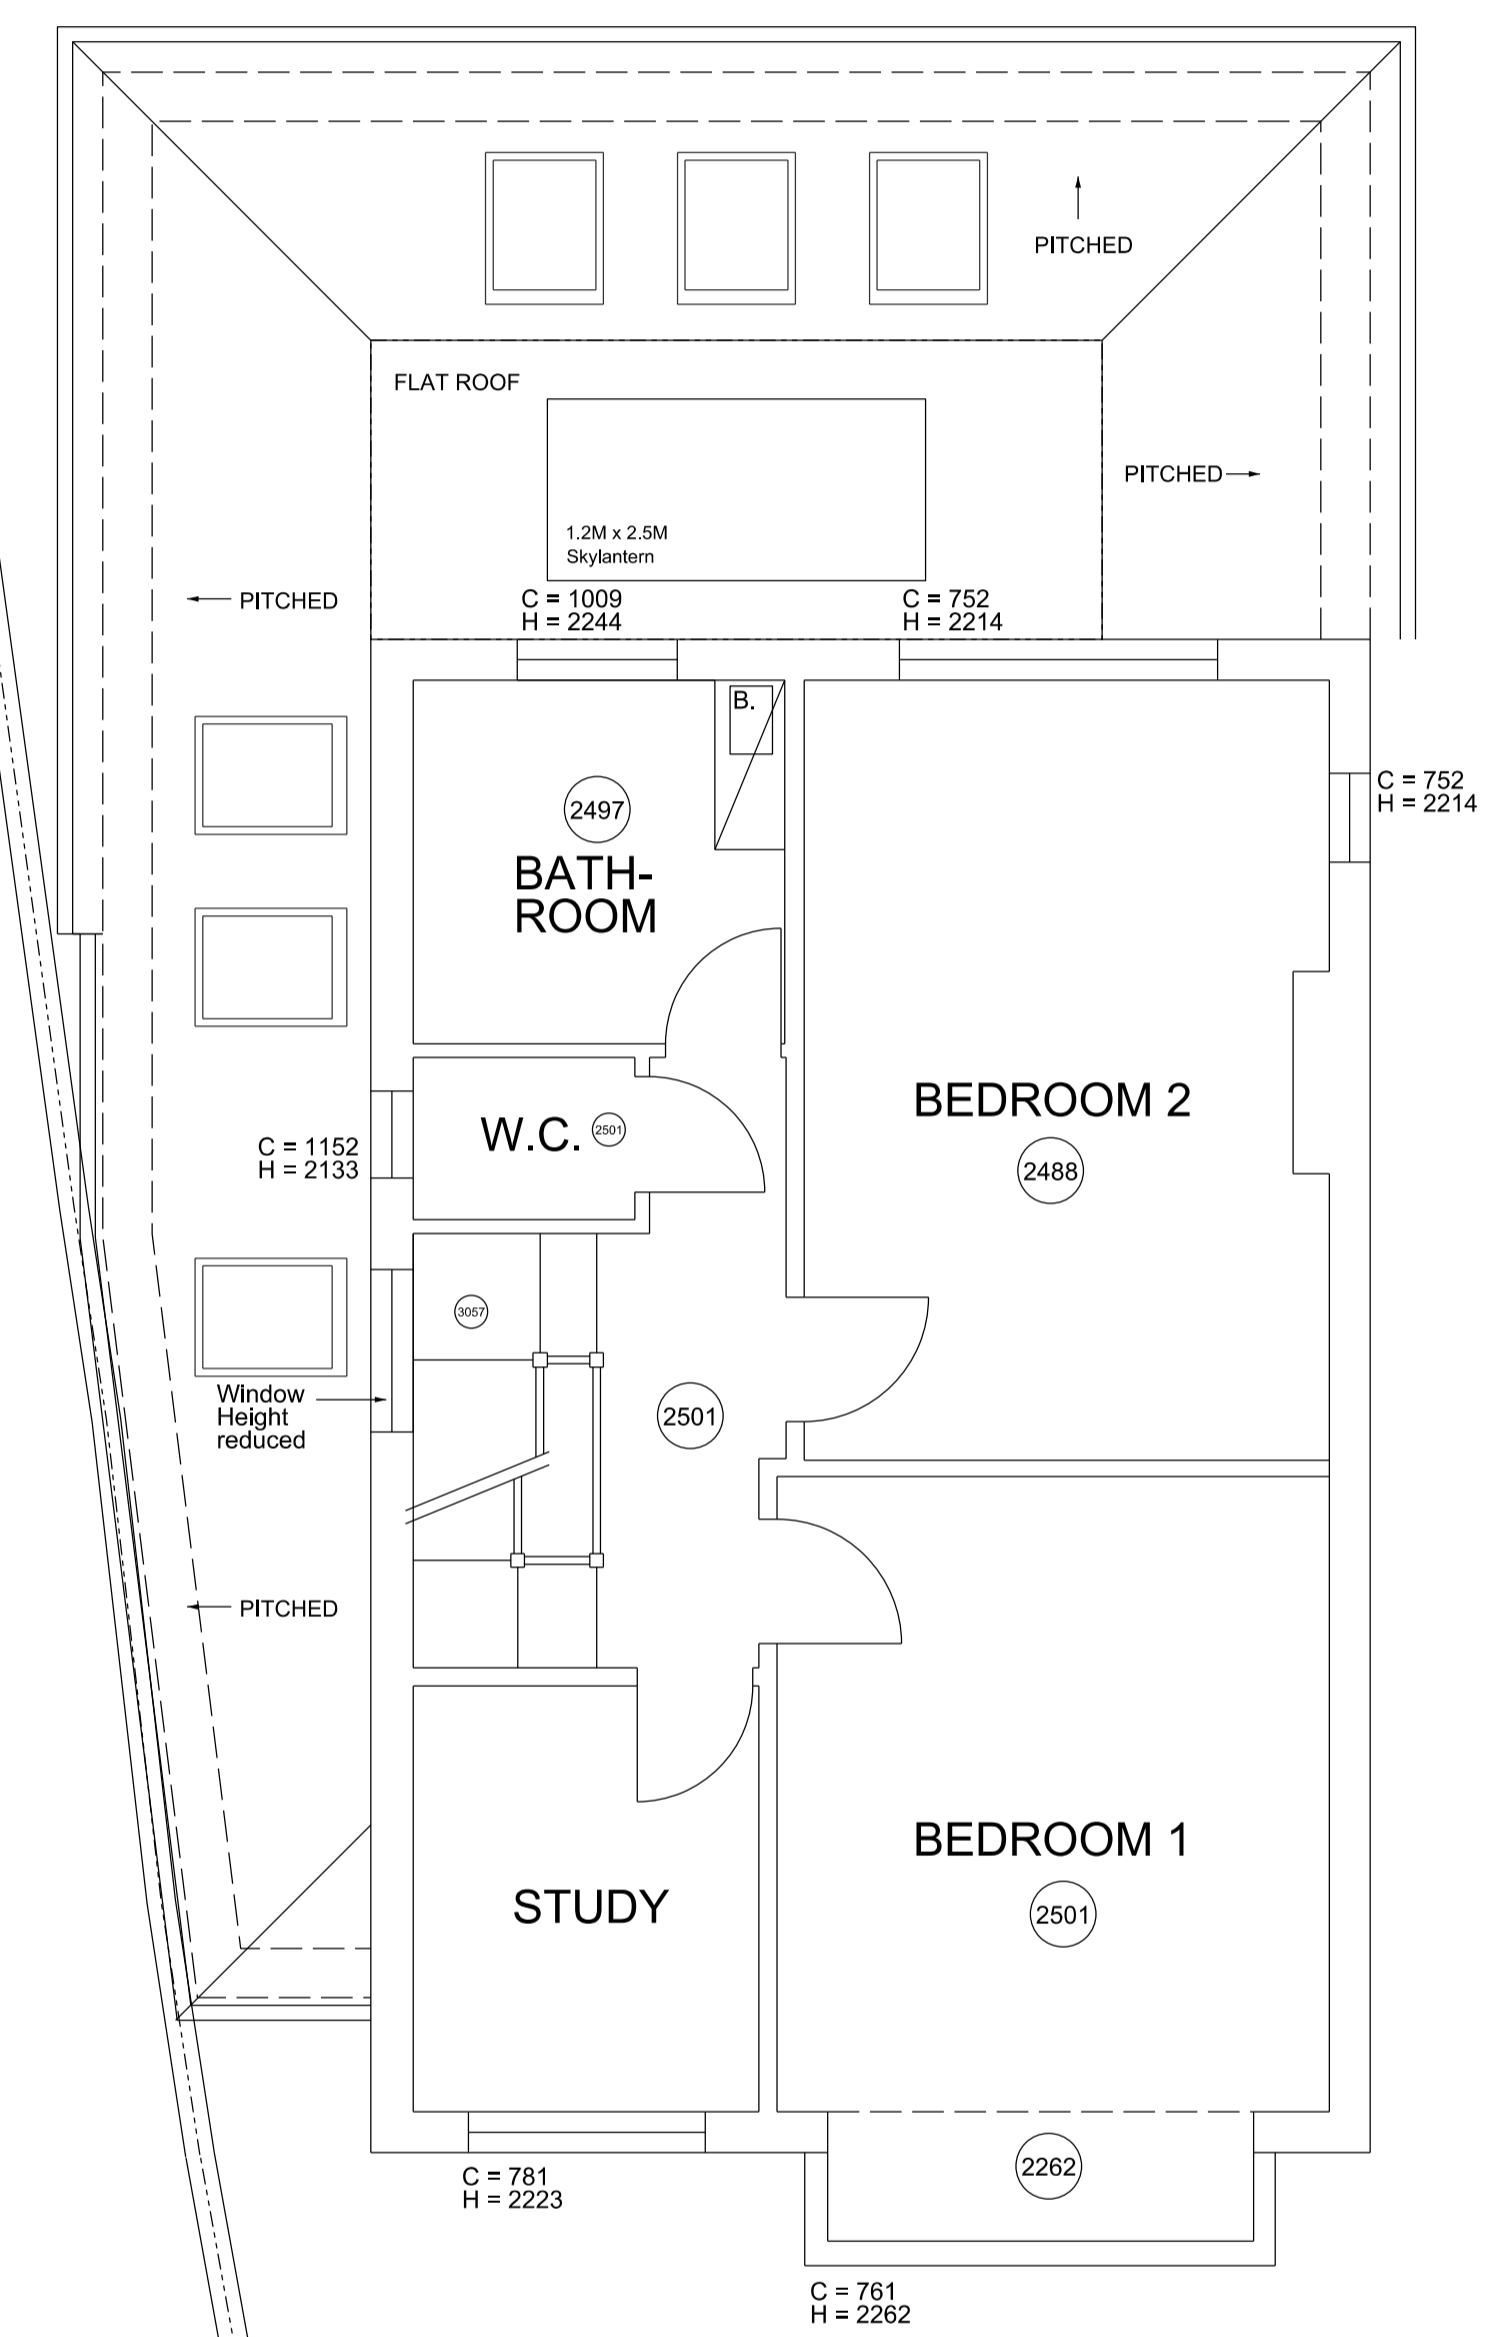 PITCHED
FLAT ROOF
PITCHED
1.2M x 2.5M
Skylantern
PITCHED
C = 1009
H = 2244
C = 752
H = 2214
B.
C = 752
H = 2214
2497
BATH-
ROOM
BEDROOM 2
2488
W.C.
2501
C = 1152
H = 2133
3057
Window
Height
reduced
2501
PITCHED
BEDROOM 1
2501
STUDY
2262
C = 781
H = 2223
C = 761
H = 2262